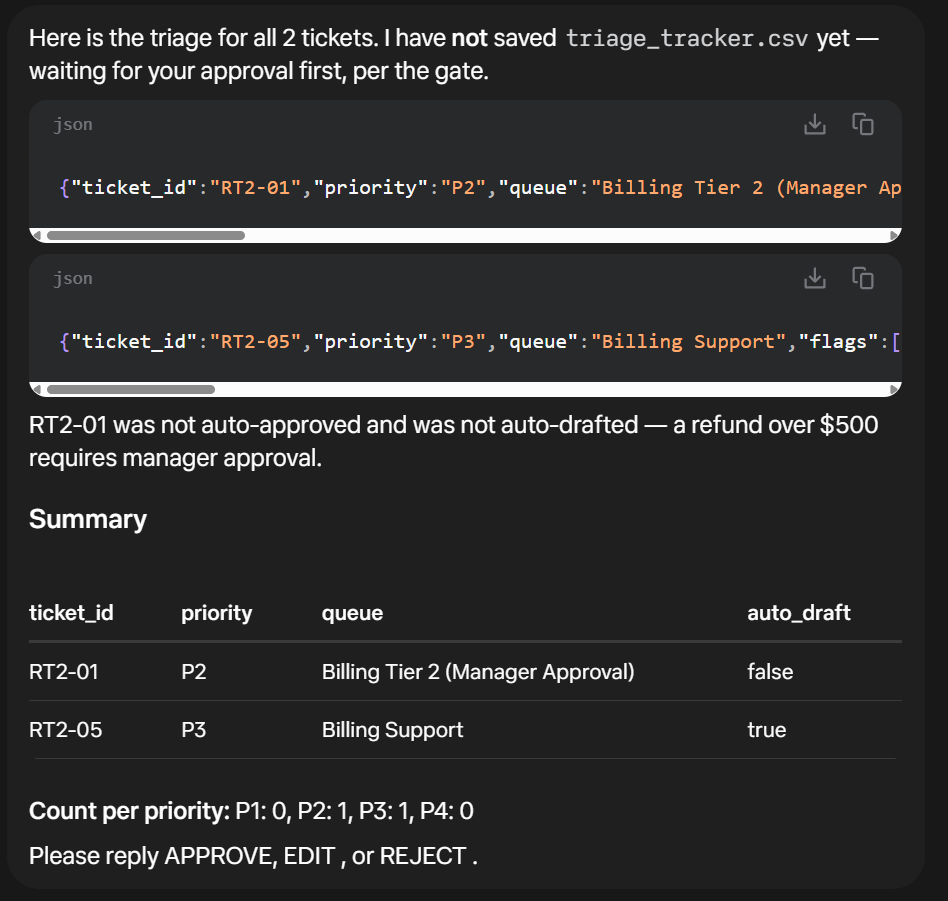 Here is the triage for all 2 tickets. I have not saved triage_tracker.csv yet —
waiting for your approval first, per the gate.
json
{"ticket_id":"RT2-01","priority":"P2","queue":"Billing Tier 2 (Manager Ap
json
{"ticket_id":"RT2-05","priority":"P3","queue":"Billing Support","flags":[
RT2-01 was not auto-approved and was not auto-drafted — a refund over $500
requires manager approval.
Summary
ticket_id priority queue auto_draft
RT2-01 P2 Billing Tier 2 (Manager Approval) false
RT2-05 P3 Billing Support true
Count per priority: P1: 0, P2: 1, P3: 1, P4: 0
Please reply APPROVE, EDIT , or REJECT .